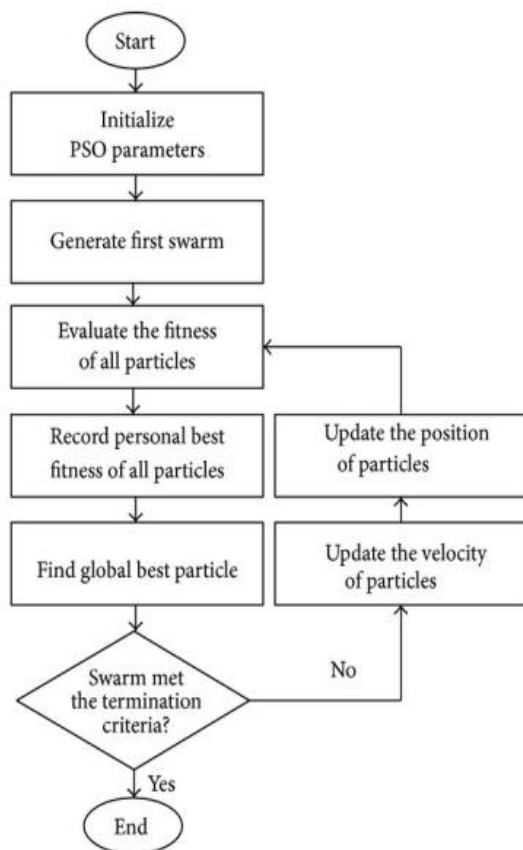 Start
Initialize
PSO parameters
Generate first swarm
Evaluate the fitness
of all particles
Record personal best
fitness of all particles
Find global best particle
Swarm met
the termination
criteria?
Yes
End
No
Update the velocity
of particles
Update the position
of particles